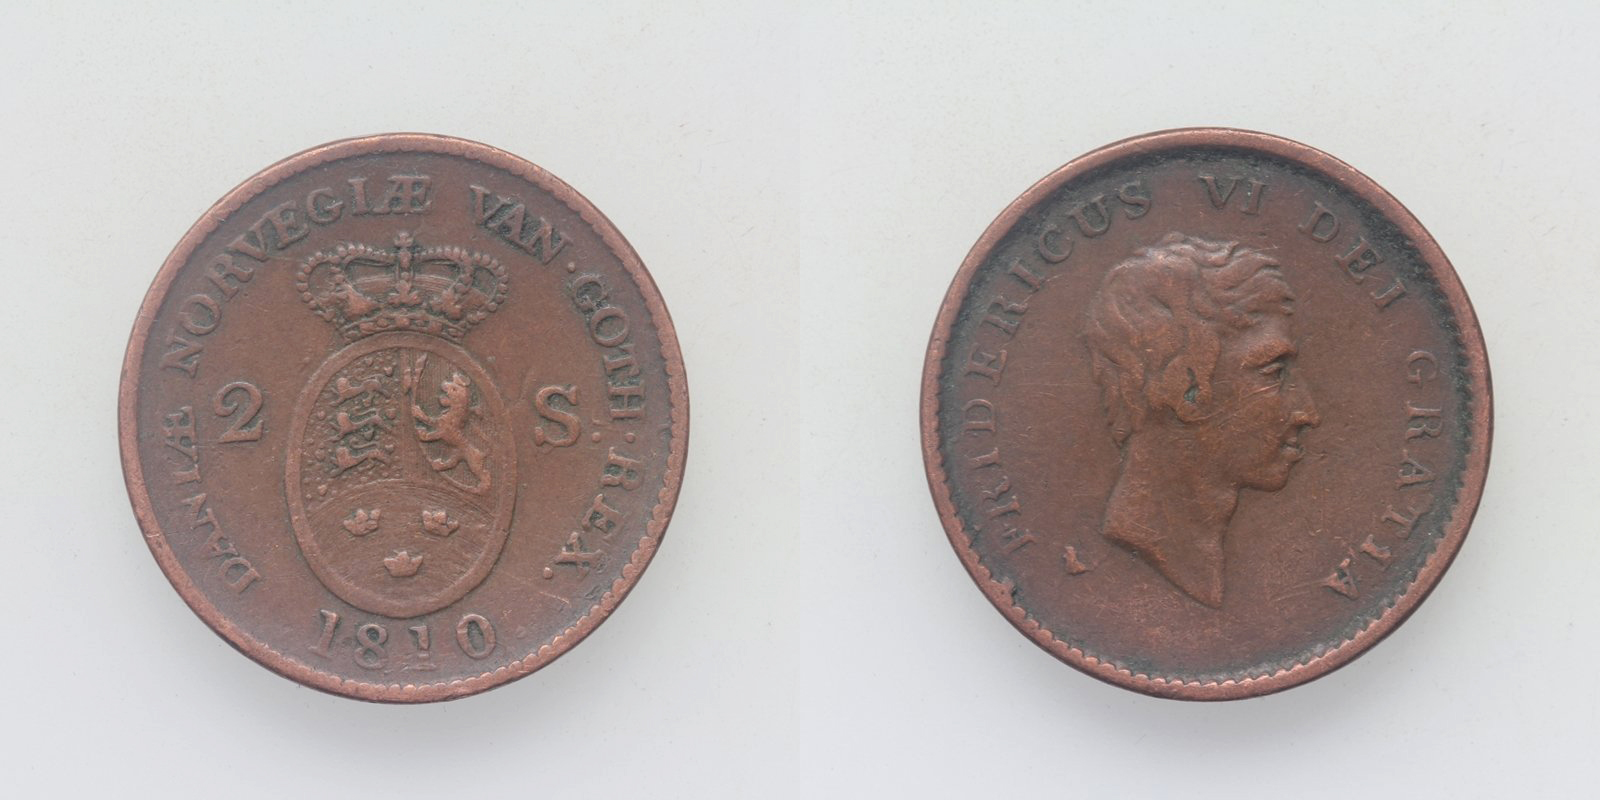 DANIÆ NORVEGIÆ VAN · GOTH · REX ·
2 S.
1810
FRIDERICUS VI DEI GRATIA